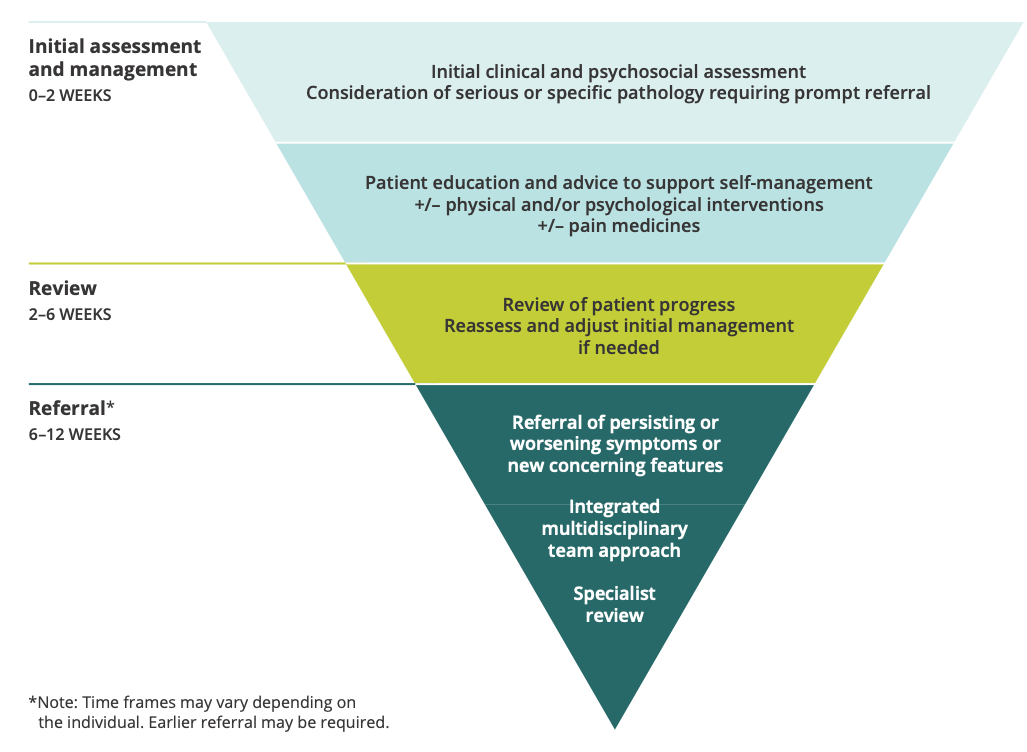 Initial assessment
and management
0–2 WEEKS
Initial clinical and psychosocial assessment
Consideration of serious or specific pathology requiring prompt referral
Patient education and advice to support self-management
+/– physical and/or psychological interventions
+/– pain medicines
Review
2–6 WEEKS
Review of patient progress
Reassess and adjust initial management
if needed
Referral*
6–12 WEEKS
Referral of persisting or
worsening symptoms or
new concerning features
Integrated
multidisciplinary
team approach
Specialist
review
*Note: Time frames may vary depending on
the individual. Earlier referral may be required.